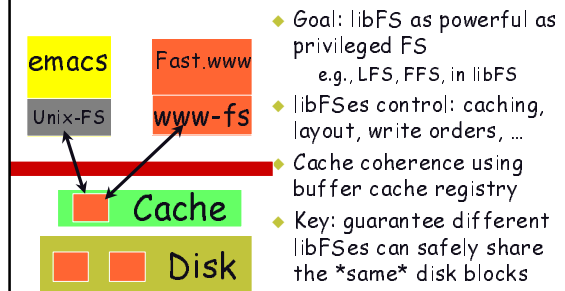 emacs
Unix-FS
Fast.www
www-fs
Cache
Disk
Goal: libFS as powerful as
privileged FS
e.g., LFS, FFS, in libFS
libFSes control: caching,
layout, write orders, ...
Cache coherence using
buffer cache registry
Key: guarantee different
libFSes can safely share
the *same* disk blocks